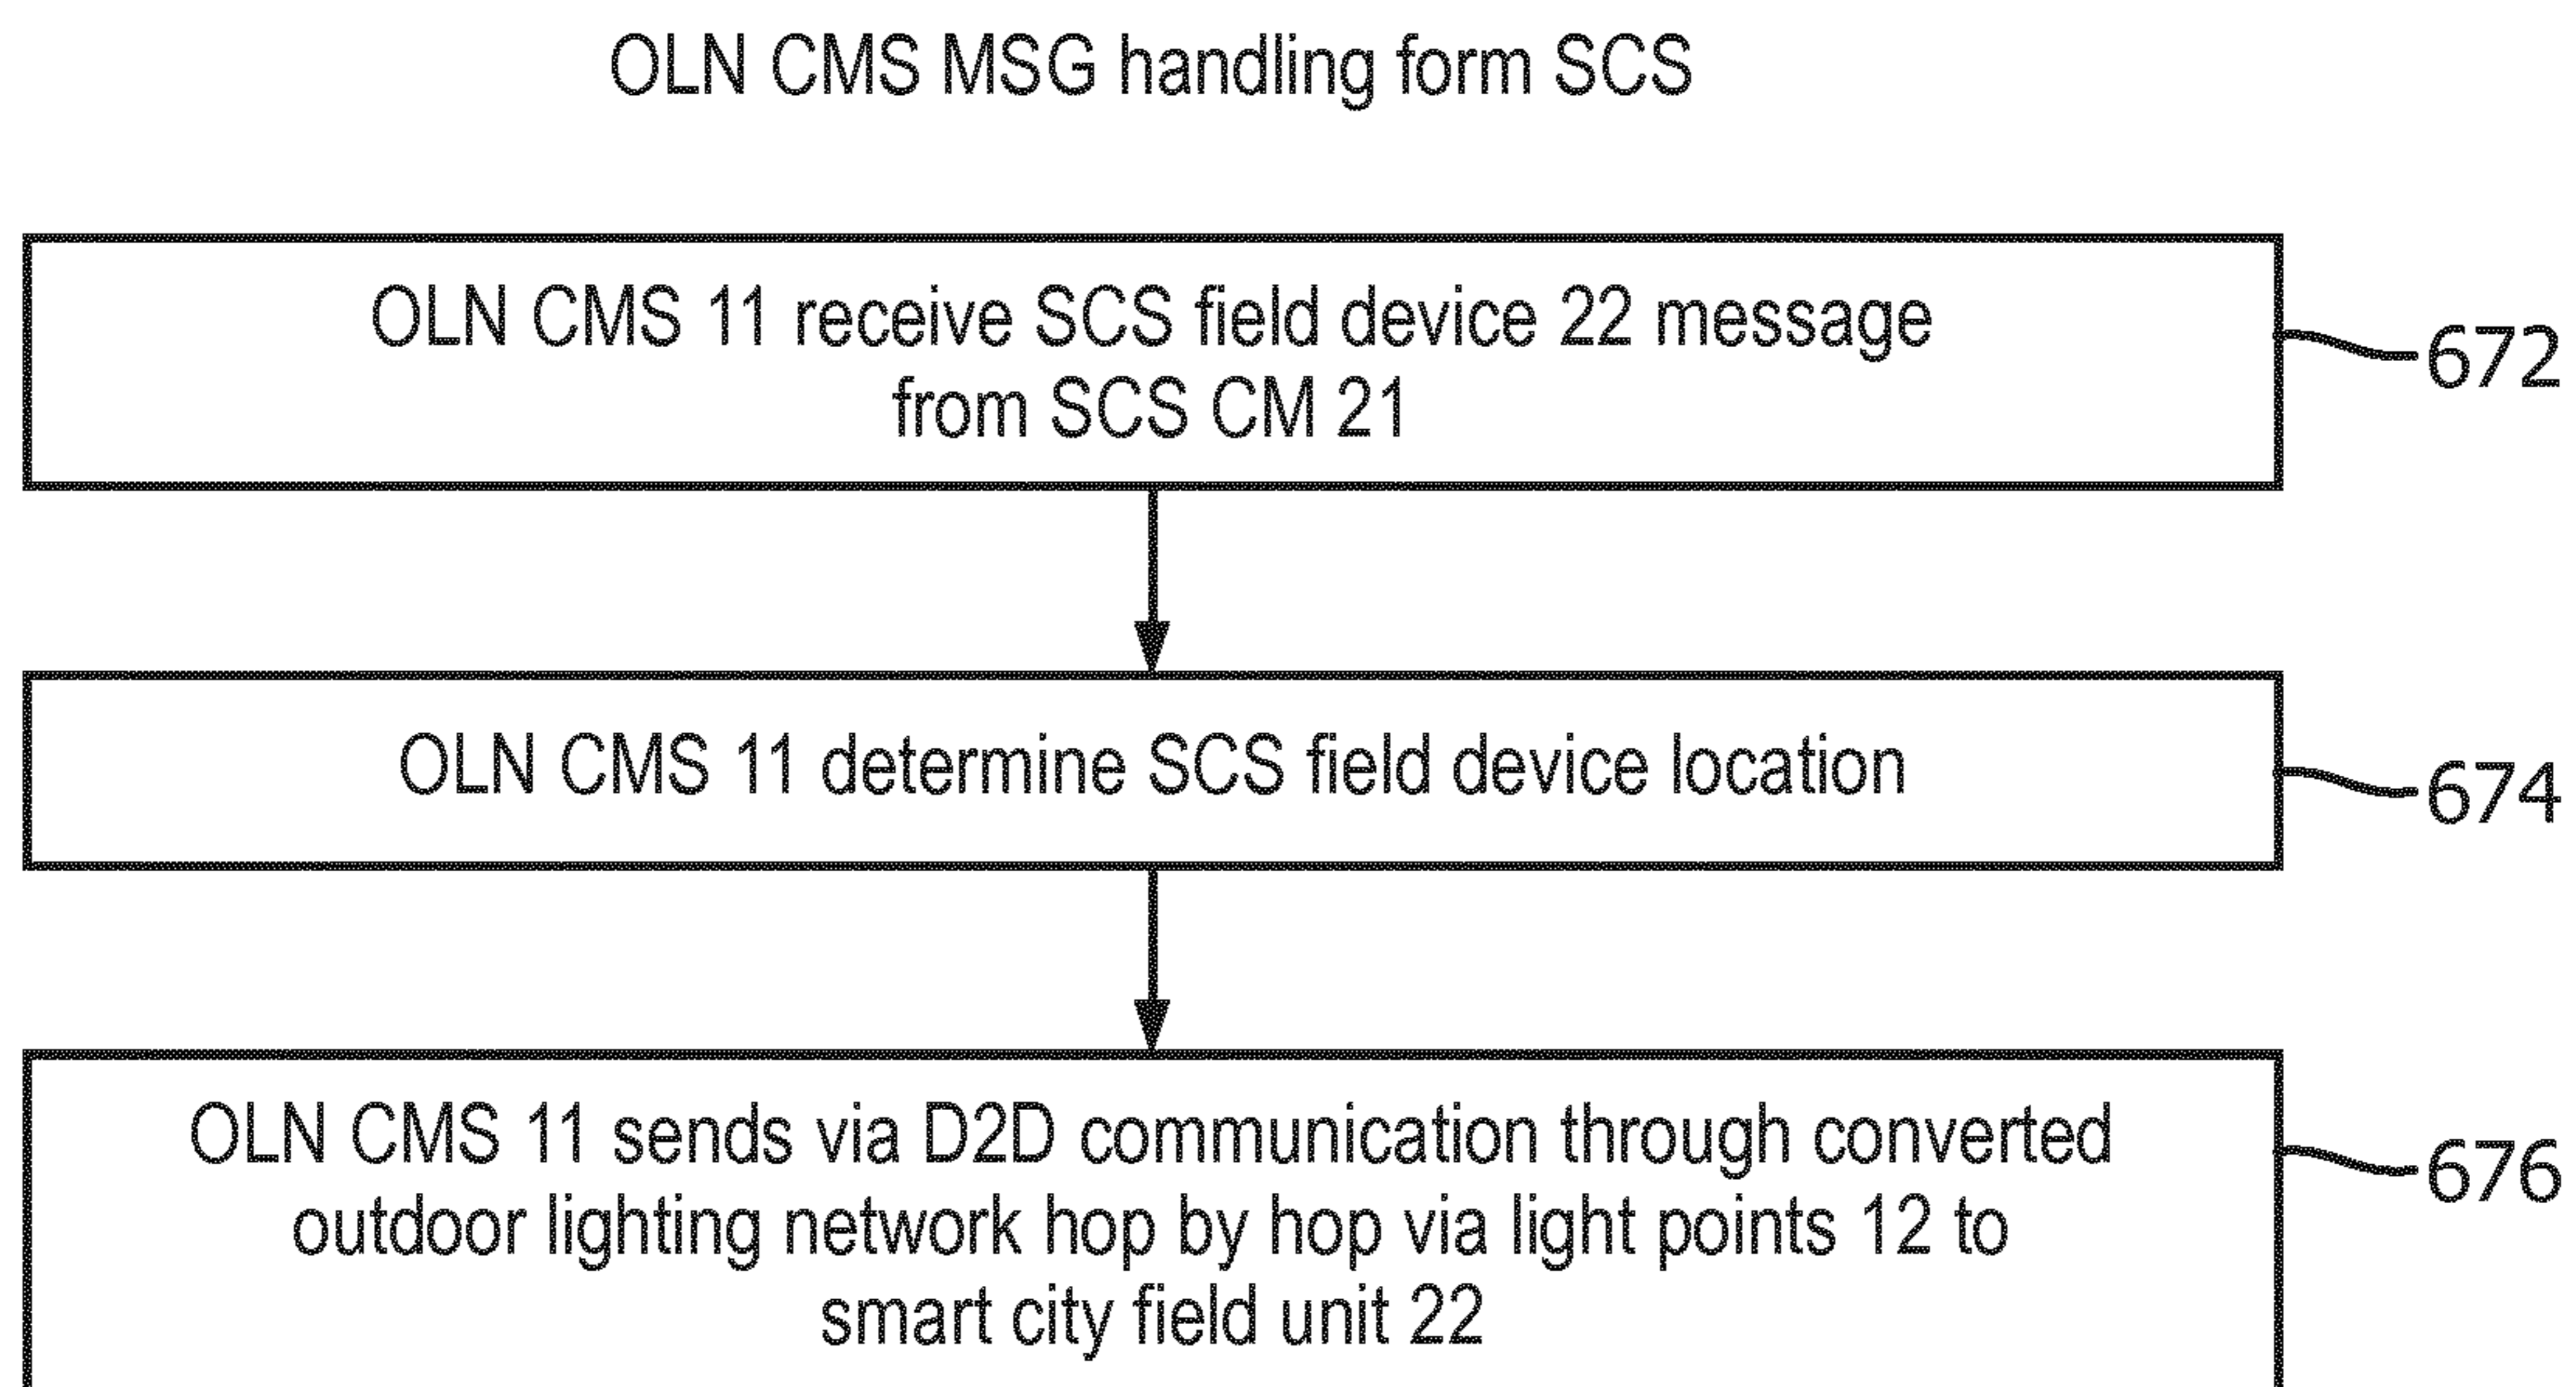 OLN CMS MSG handling form SCS
OLN CMS 11 receive SCS field device 22 message
from SCS CM 21
672
OLN CMS 11 determine SCS field device location
674
OLN CMS 11 sends via D2D communication through converted
outdoor lighting network hop by hop via light points 12 to
smart city field unit 22
676